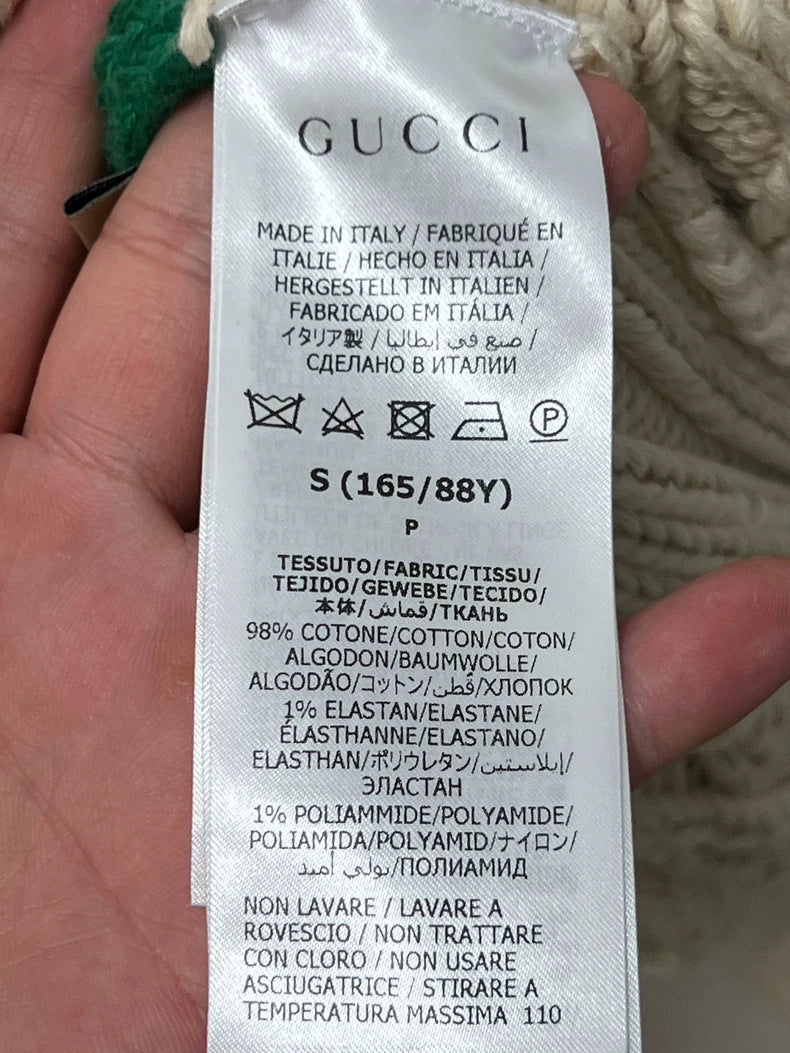 GUCCI
MADE IN ITALY / FABRIQUÉ EN
ITALIE / HECHO EN ITALIA /
HERGESTELLT IN ITALIEN /
FABRICADO EM ITÁLIA /
イタリア製 / صنع في إيطاليا /
СДЕЛАНО В ИТАЛИИ
P
S (165/88Y)
P
TESSUTO/FABRIC/TISSU/
TEJIDO/GEWEBE/TECIDO/
本体/قماش/ТКАНЬ
98% COTONE/COTTON/COTON/
ALGODON/BAUMWOLLE/
ALGODÃO/コットン/قطن/ХЛОПОК
1% ELASTAN/ELASTANE/
ÉLASTHANNE/ELASTANO/
ELASTHAN/ポリウレタン/إيلاستين/
ЭЛАСТАН
1% POLIAMMIDE/POLYAMIDE/
POLIAMIDA/POLYAMID/ナイロン/
بولي أميد/ПОЛИАМИД
NON LAVARE / LAVARE A
ROVESCIO / NON TRATTARE
CON CLORO / NON USARE
ASCIUGATRICE / STIRARE A
TEMPERATURA MASSIMA 110